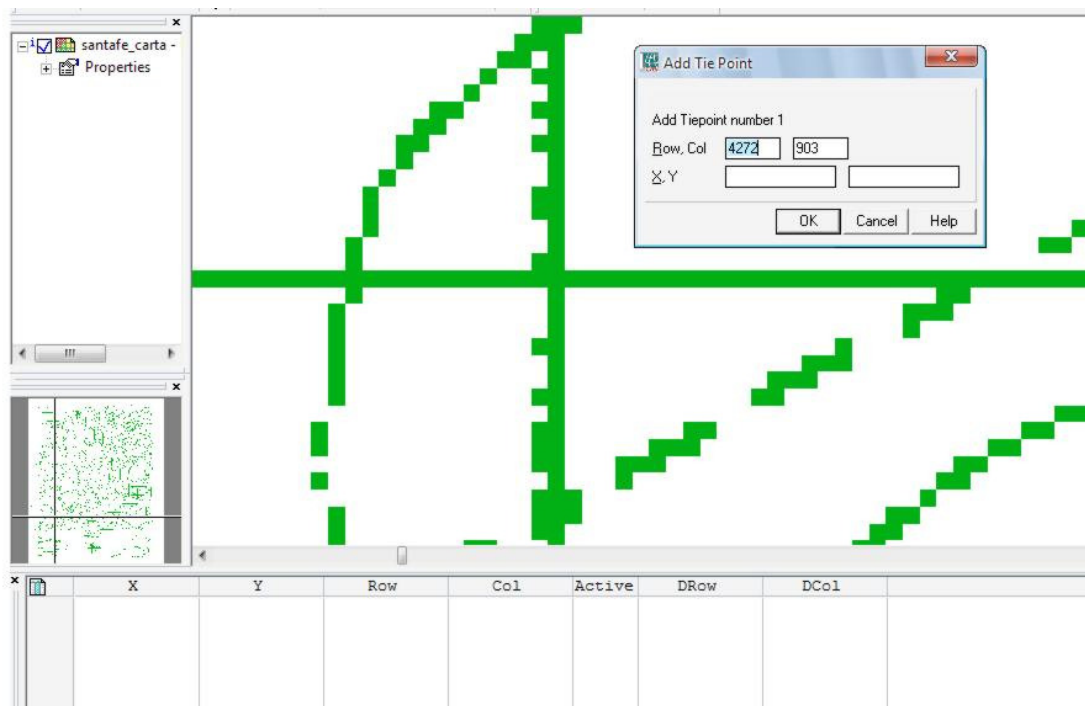 santafe_carta -
Properties
Add Tie Point
Add Tiepoint number 1
Row, Col 4272 903
X, Y
OK Cancel Help
X Y Row Col Active DRow DCol